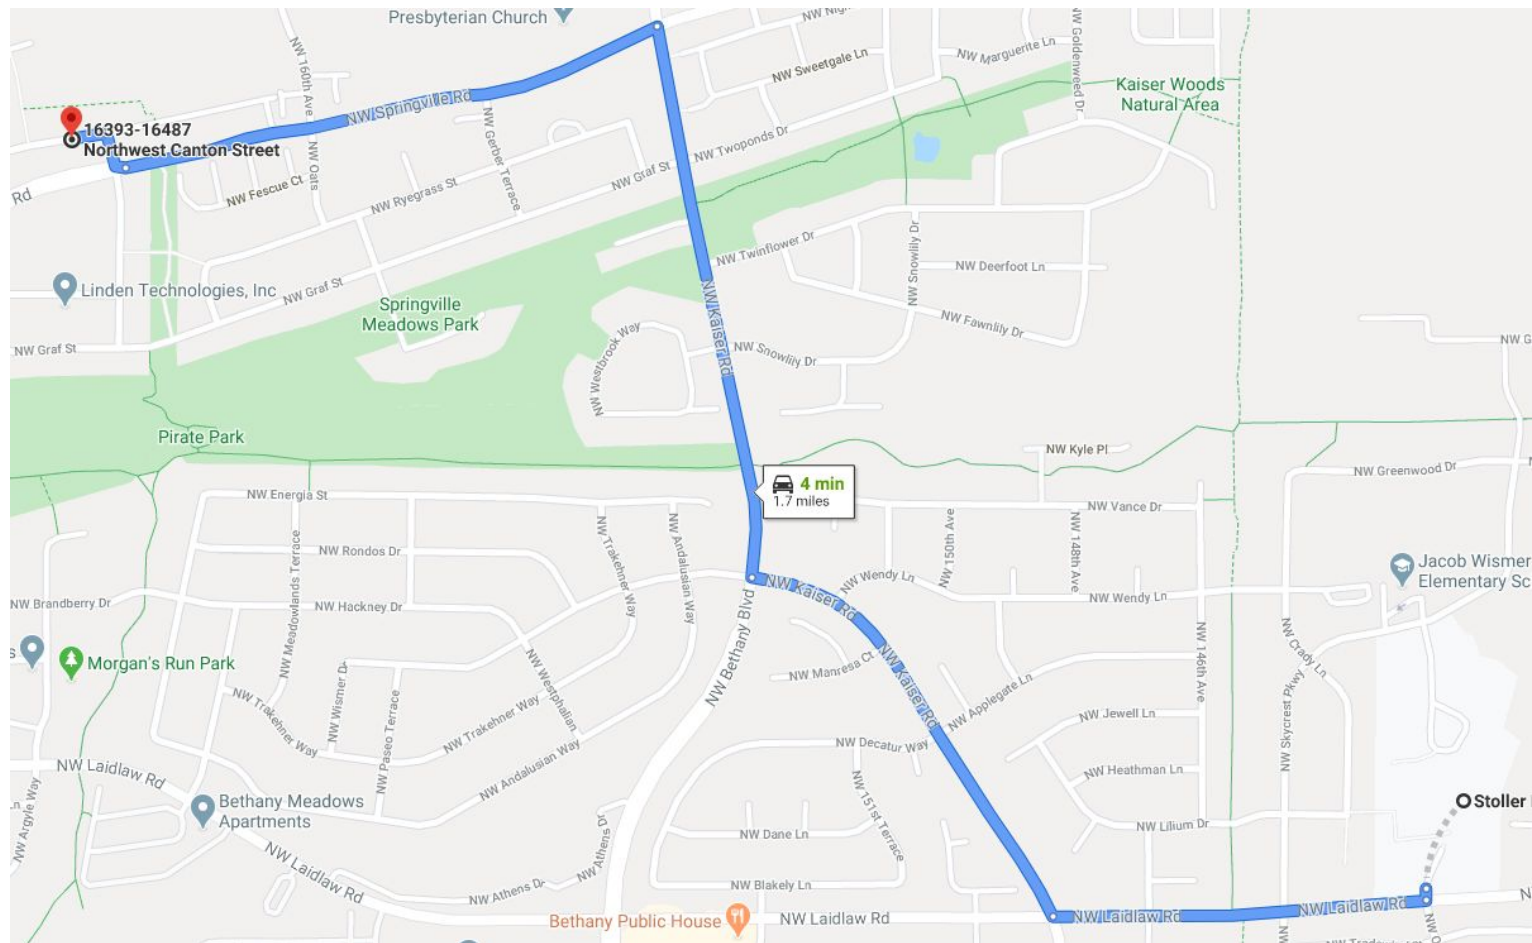 Presbyterian Church
NW Marguerite Ln
NW Goldenweed Dr
NW Sweetgale Ln
NW 160th Ave
Kaiser Woods
Natural Area
NW Springville Rd
16393-16487
Northwest Canton Street
NW Gerber Terrace
NW Twoponds Dr
NW Oats
NW Graf St
NW Fescue Ct
NW Ryegrass St
Rd
NW Twinflower Dr
NW Snowlily Dr
NW Deerfoot Ln
Linden Technologies, Inc
NW Graf St
Springville
Meadows Park
NW Kaiser Rd
NW Fawnlily Dr
NW Graf St
NW Westbrook Way
NW Snowlily Dr
NW G
Pirate Park
NW Kyle Pl
NW Greenwood Dr
4 min
1.7 miles
NW Energia St
NW Vance Dr
NW Trakehner Way
NW Andalusian Way
NW 150th Ave
NW 148th Ave
NW Meadowlands Terrace
NW Rondos Dr
Jacob Wismer
Elementary Sc
NW Wendy Ln
NW Kaiser Rd
NW Brandberry Dr
NW Hackney Dr
NW Wendy Ln
NW Bethany Blvd
NW 146th Ave
NW Crady Ln
s
Morgan's Run Park
NW Manresa Ct
NW Kaiser Rd
NW Westphalian
NW Wismer Dr
NW Paseo Terrace
NW Trakehner Way
NW Trakehner Way
NW Applegate Ln
NW Jewell Ln
NW Skycrest Pkwy
NW Decatur Way
NW Andalusian Way
NW Laidlaw Rd
NW Heathman Ln
NW 151st Terrace
NW Argyle Way
Bethany Meadows
Apartments
Stoller
NW Lilium Dr
NW Dane Ln
NW Athens Dr
NW Laidlaw Rd
NW Athens Dr
NW Blakely Ln
Bethany Public House
NW Laidlaw Rd
NW Laidlaw Rd
NW Laidlaw Rd